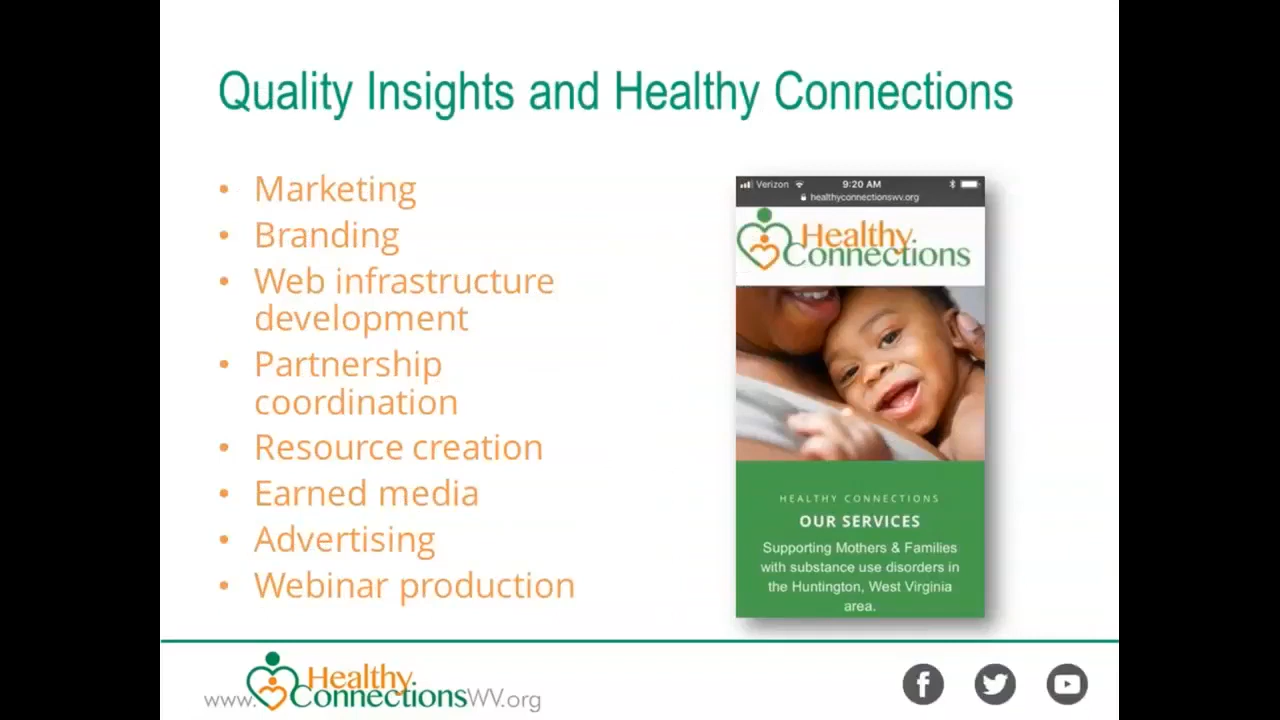 Quality Insights and Healthy Connections
• Marketing
• Branding
• Web infrastructure
development
• Partnership
coordination
• Resource creation
• Earned media
• Advertising
• Webinar production
Verizon 9:20 AM
healthyconnectionswv.org
Healthy
Connections
HEALTHY CONNECTIONS
OUR SERVICES
Supporting Mothers & Families
with substance use disorders in
the Huntington, West Virginia
area.
www.Healthy
ConnectionsWV.org